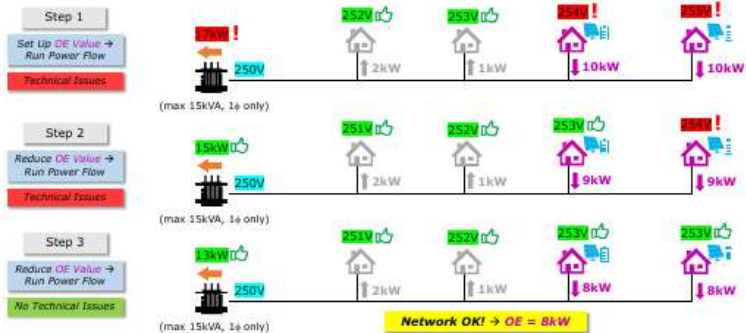 Step 1
Set Up OE Value →
Run Power Flow
Technical Issues
17kW !
250V
(max 15kVA, 1ɸ only)
252V
2kW
253V
1kW
254V !
10kW
255V !
10kW
Step 2
Reduce OE Value →
Run Power Flow
Technical Issues
15kW
250V
(max 15kVA, 1ɸ only)
251V
2kW
252V
1kW
253V
9kW
254V !
9kW
Step 3
Reduce OE Value →
Run Power Flow
No Technical Issues
13kW
250V
(max 15kVA, 1ɸ only)
251V
2kW
252V
1kW
253V
8kW
253V
8kW
Network OK! → OE = 8kW